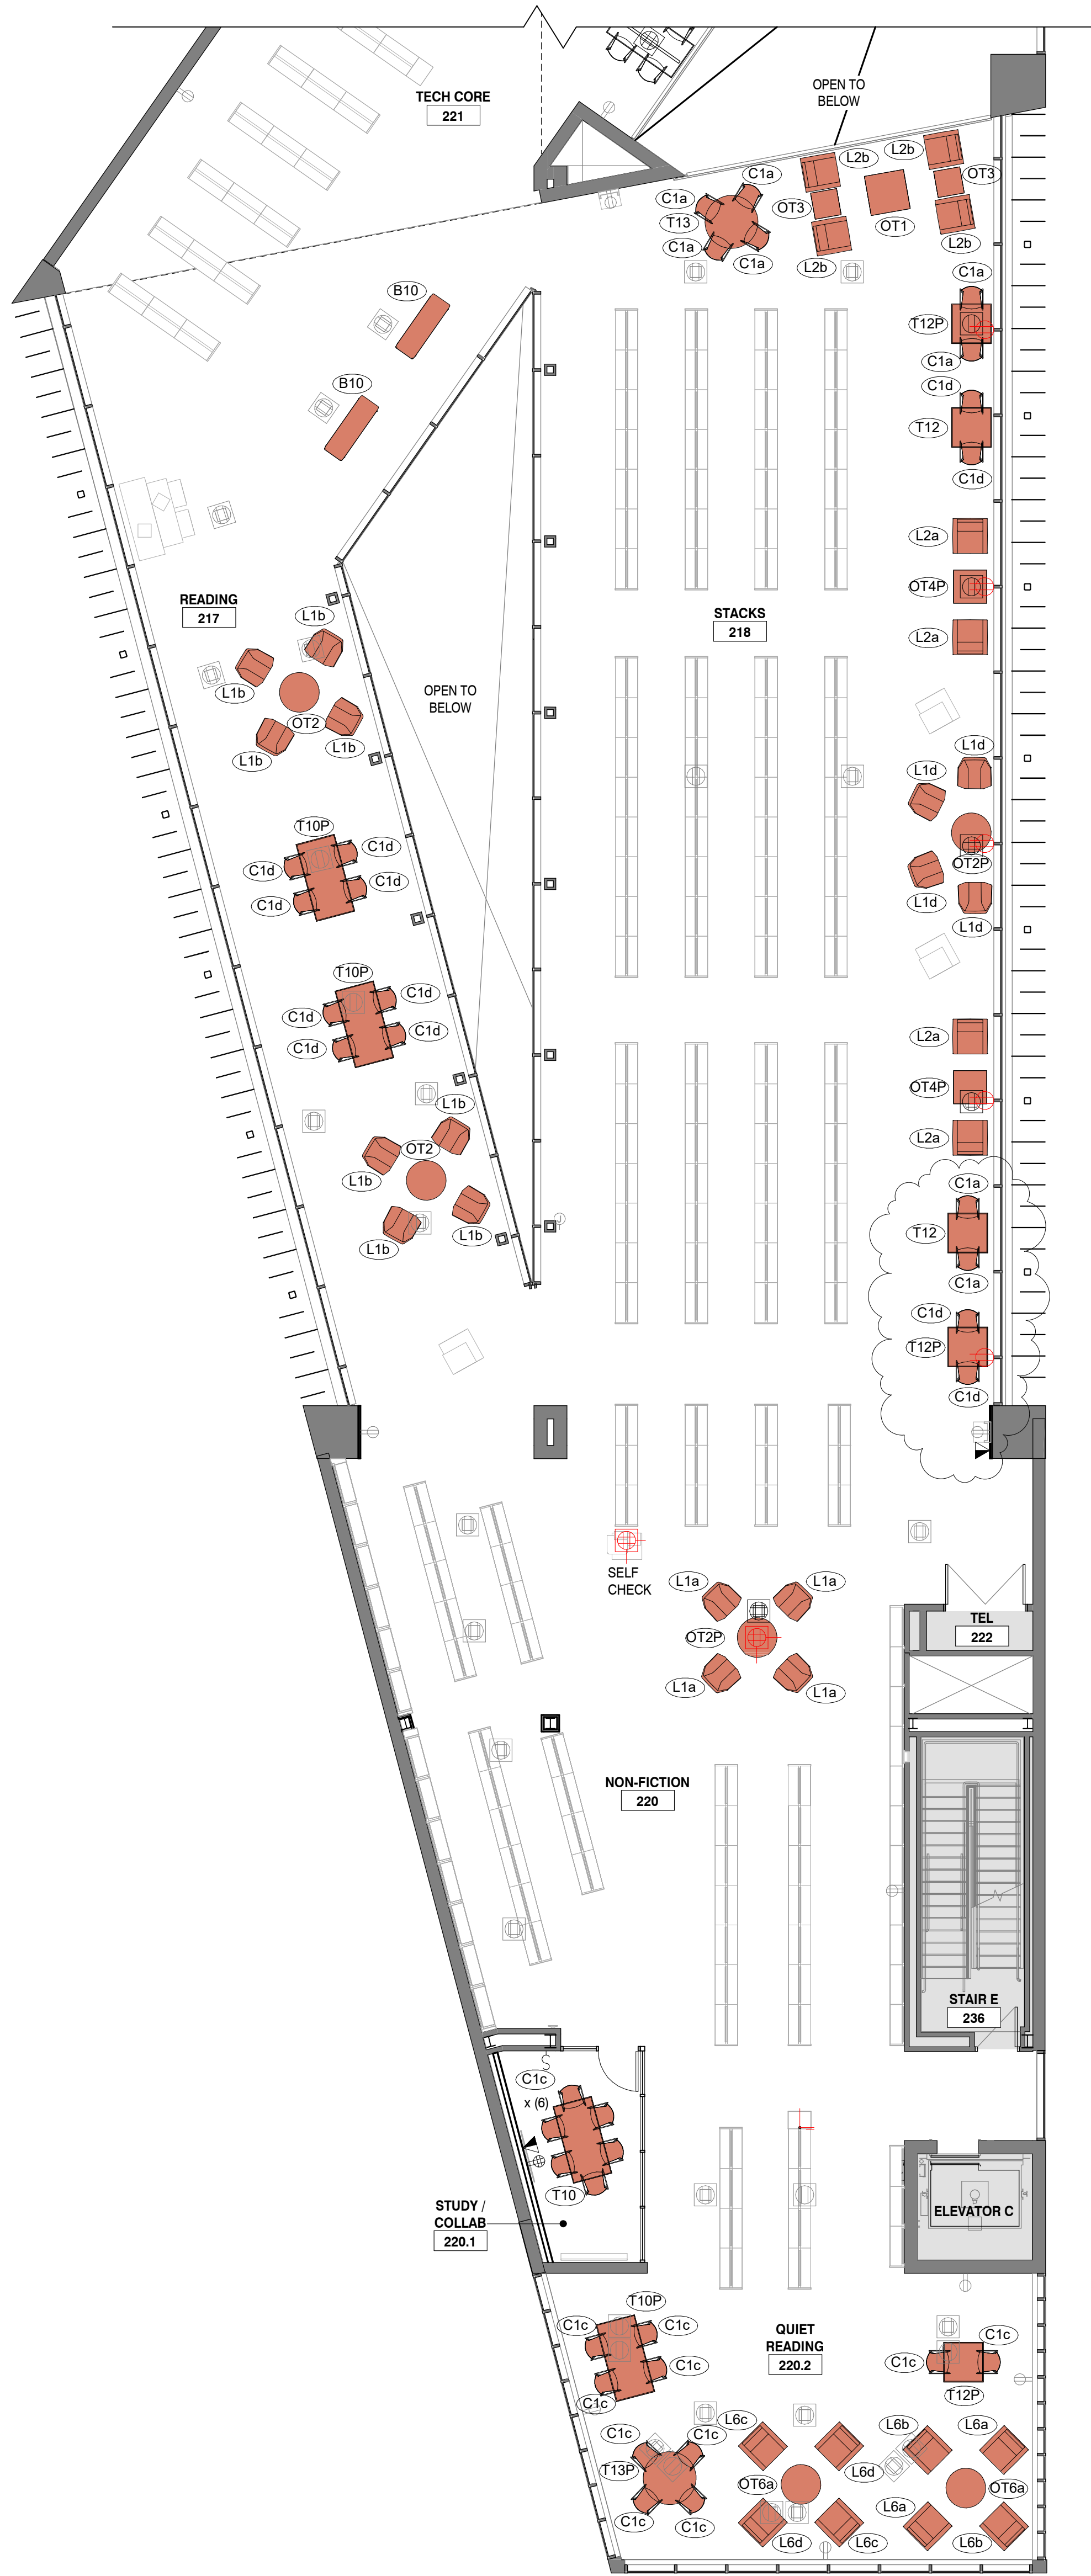 TECH CORE
221
OPEN TO
BELOW
L2b
L2b
C1a
OT3
C1a
OT3
T13
OT1
C1a
C1a
L2b
L2b
C1a
B10
T12P
C1a
B10
C1d
T12
C1d
L2a
OT4P
READING
217
L1b
STACKS
218
L2a
L1b
OPEN TO
BELOW
OT2
L1b
L1b
L1d
L1d
T10P
C1d
C1d
C1d
C1d
OT2P
L1d
L1d
T10P
C1d
C1d
C1d
C1d
L2a
OT4P
L1b
L2a
OT2
L1b
C1a
L1b
L1b
T12
C1a
C1d
T12P
C1d
SELF
CHECK
L1a
L1a
OT2P
L1a
L1a
TEL
222
NON-FICTION
220
STAIR E
236
C1c
x (6)
T10
STUDY /
COLLAB
220.1
ELEVATOR C
T10P
C1c
C1c
C1c
C1c
QUIET
READING
220.2
C1c
C1c
T12P
L6c
C1c
C1c
L6b
L6a
T13P
L6d
OT6a
OT6a
C1c
C1c
L6a
L6d
L6c
L6b